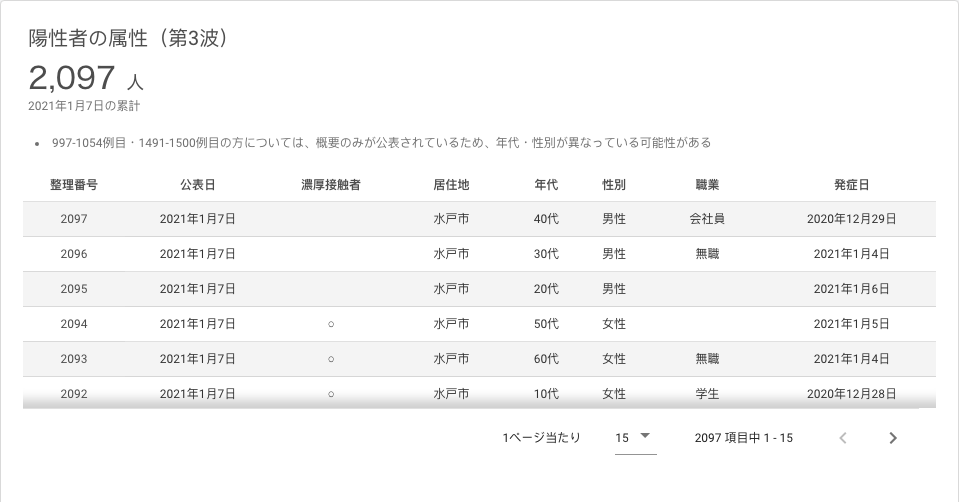 陽性者の属性（第3波）
2,097 人
2021年1月7日の累計
• 997-1054例目・1491-1500例目の方については、概要のみが公表されているため、年代・性別が異なっている可能性がある
整理番号 公表日 濃厚接触者 居住地 年代 性別 職業 発症日
2097 2021年1月7日 水戸市 40代 男性 会社員 2020年12月29日
2096 2021年1月7日 水戸市 30代 男性 無職 2021年1月4日
2095 2021年1月7日 水戸市 20代 男性 2021年1月6日
2094 2021年1月7日 ○ 水戸市 50代 女性 2021年1月5日
2093 2021年1月7日 ○ 水戸市 60代 女性 無職 2021年1月4日
2092 2021年1月7日 ○ 水戸市 10代 女性 学生 2020年12月28日
1ページ当たり 15 2097 項目中 1 - 15